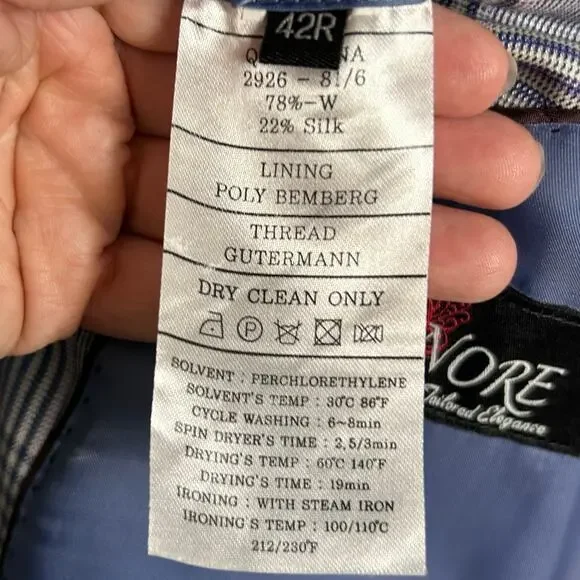 42R
2926 - 81/6
78%-W
22% Silk
LINING
POLY BEMBERG
THREAD
GUTERMANN
DRY CLEAN ONLY
P
SOLVENT : PERCHLORETHYLENE
SOLVENT'S TEMP : 30℃ 86℉
CYCLE WASHING : 6~8min
SPIN DRYER'S TIME : 2,5/3min
DRYING'S TEMP : 60℃ 140℉
DRYING'S TIME : 19min
IRONING : WITH STEAM IRON
IRONING'S TEMP : 100/110℃
212/230℉
NORE
Tailored Elegance